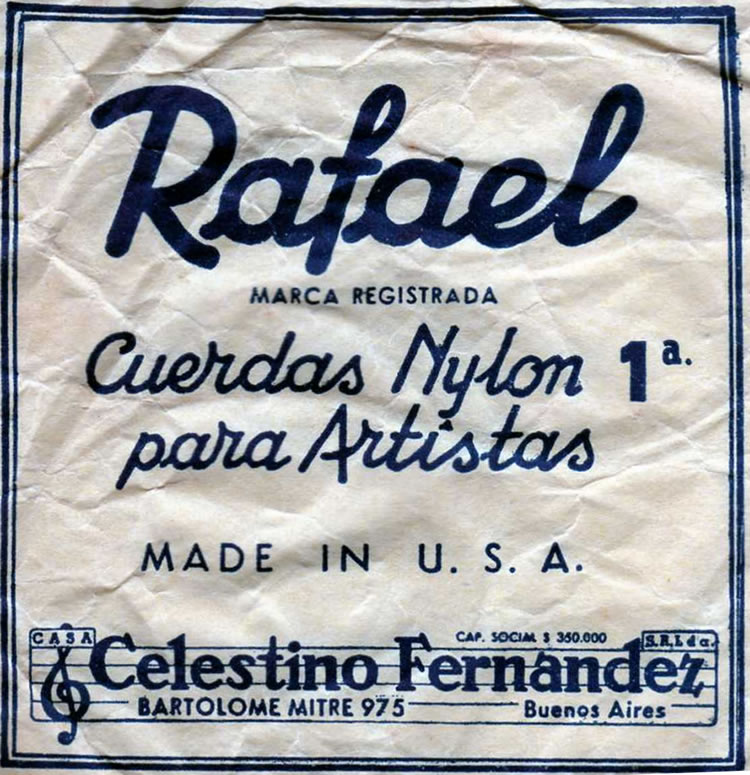 Rafael
MARCA REGISTRADA
Cuerdas Nylon 1ª.
para Artistas
MADE IN U. S. A.
CASA CAP. SOCIAL $ 350.000 S.R.Lda.
Celestino Fernández
BARTOLOME MITRE 975 Buenos Aires